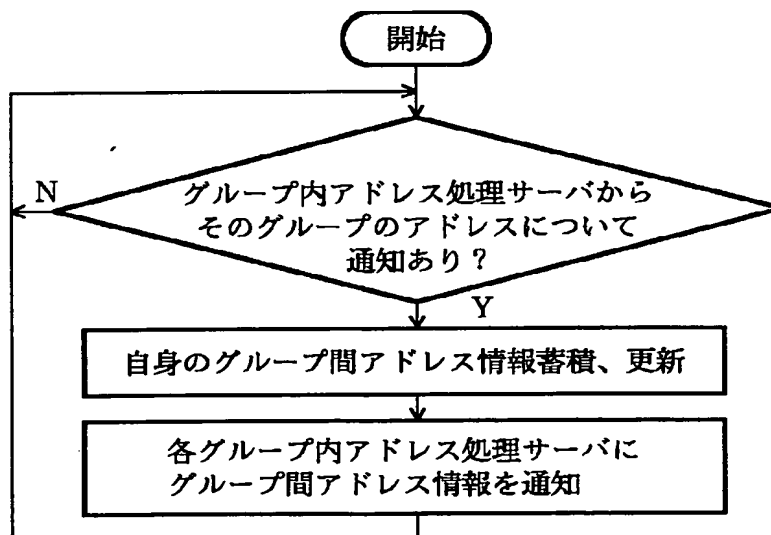 開始
N
グループ内アドレス処理サーバから
そのグループのアドレスについて
通知あり？
Y
自身のグループ間アドレス情報蓄積、更新
各グループ内アドレス処理サーバに
グループ間アドレス情報を通知